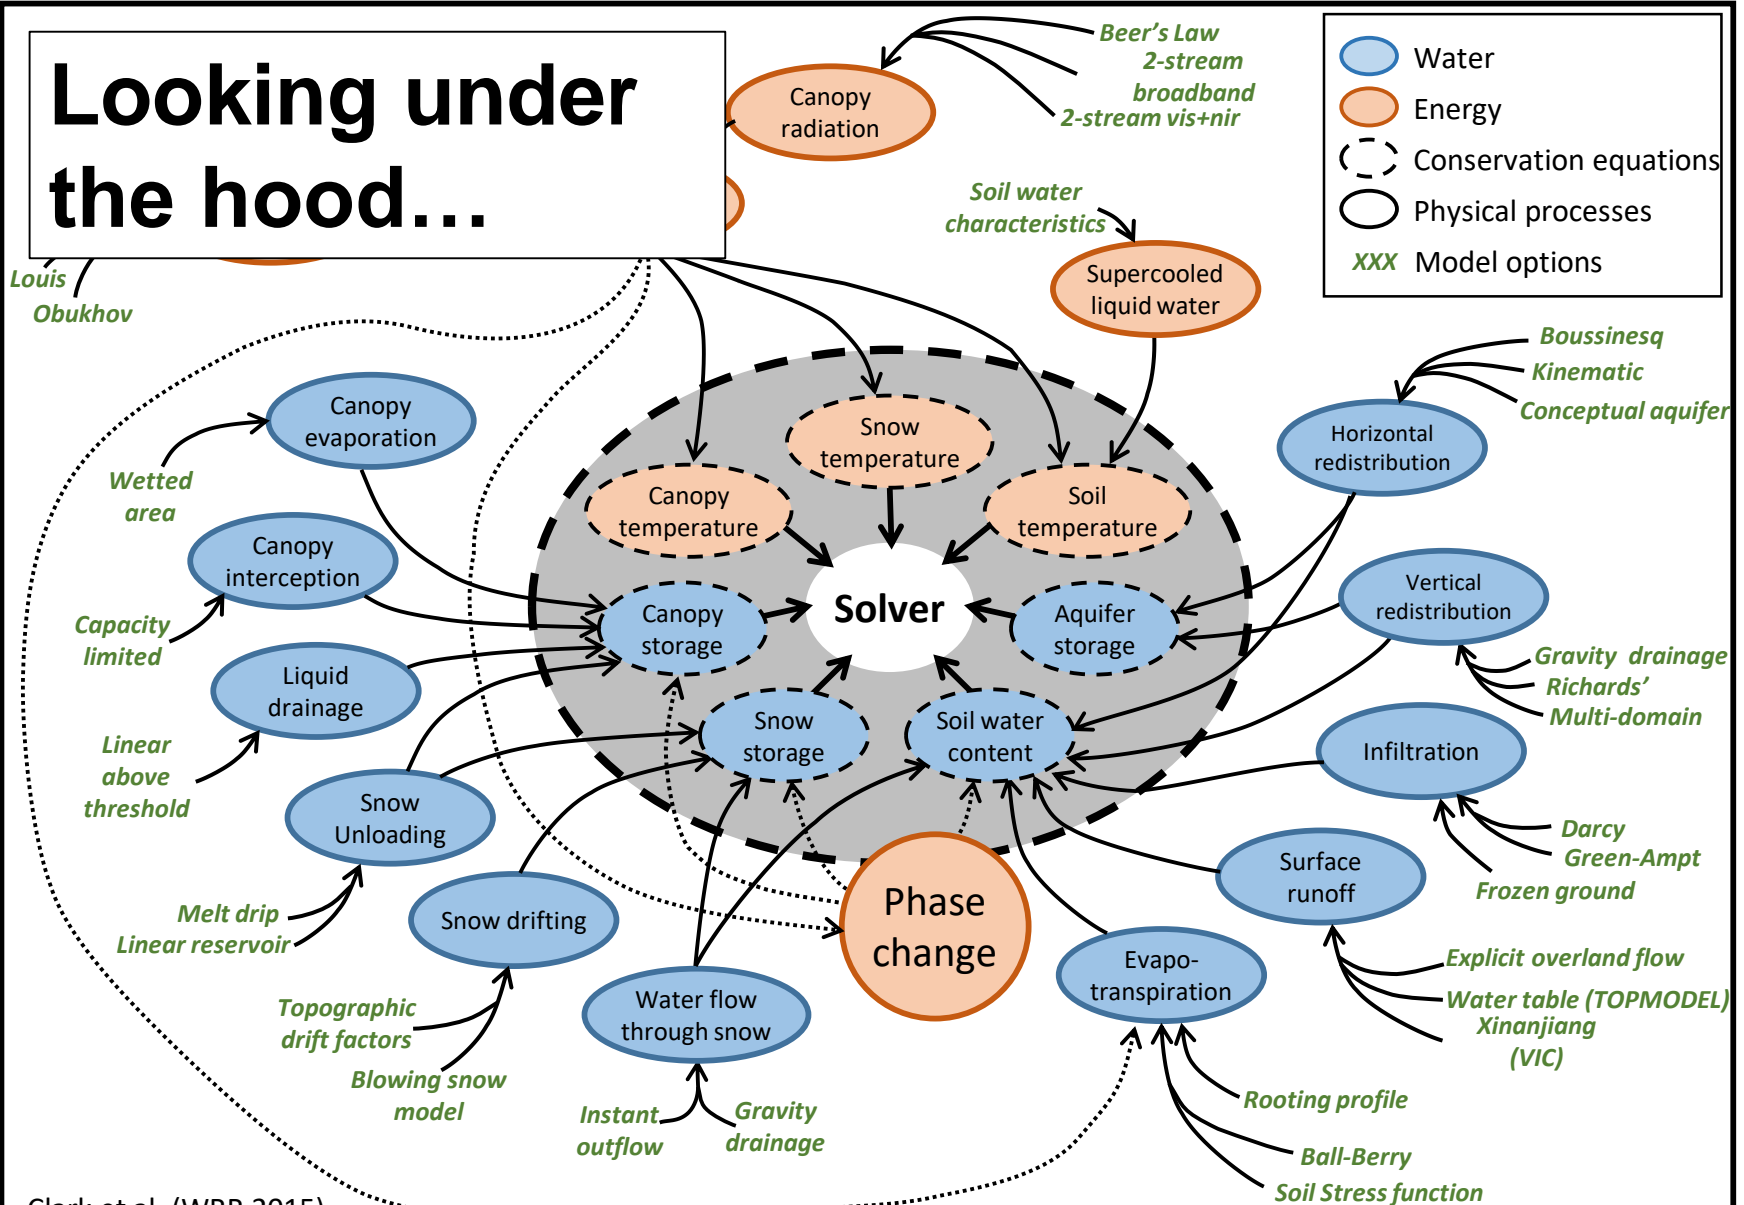 Looking under
the hood…
Beer's Law
2-stream
broadband
2-stream vis+nir
Canopy
radiation
Water
Energy
Conservation equations
Physical processes
XXX Model options
Soil water
characteristics
Supercooled
liquid water
Louis
Obukhov
Boussinesq
Kinematic
Conceptual aquifer
Horizontal
redistribution
Canopy
evaporation
Wetted
area
Snow
temperature
Canopy
temperature
Soil
temperature
Canopy
interception
Capacity
limited
Solver
Canopy
storage
Aquifer
storage
Vertical
redistribution
Gravity drainage
Richards'
Multi-domain
Liquid
drainage
Linear
above
threshold
Snow
storage
Soil water
content
Infiltration
Darcy
Green-Ampt
Frozen ground
Snow
Unloading
Melt drip
Linear reservoir
Surface
runoff
Explicit overland flow
Water table (TOPMODEL)
Xinanjiang
(VIC)
Snow drifting
Topographic
drift factors
Blowing snow
model
Phase
change
Water flow
through snow
Instant
outflow
Gravity
drainage
Evapo-
transpiration
Rooting profile
Ball-Berry
Soil Stress function
Clark et al. (WRR 2015)